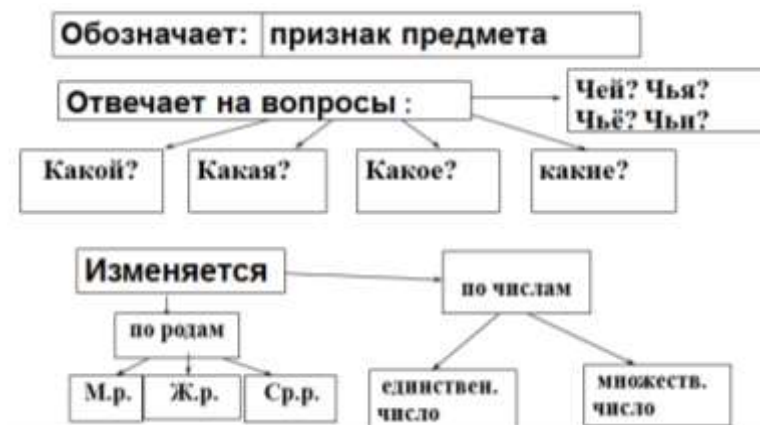 Обозначает: признак предмета
Отвечает на вопросы :
Чей? Чья?
Чьё? Чьи?
Какой? Какая? Какое? какие?
Изменяется
по числам
по родам
М.р. Ж.р. Ср.р.
единствен.
число
множеств.
число